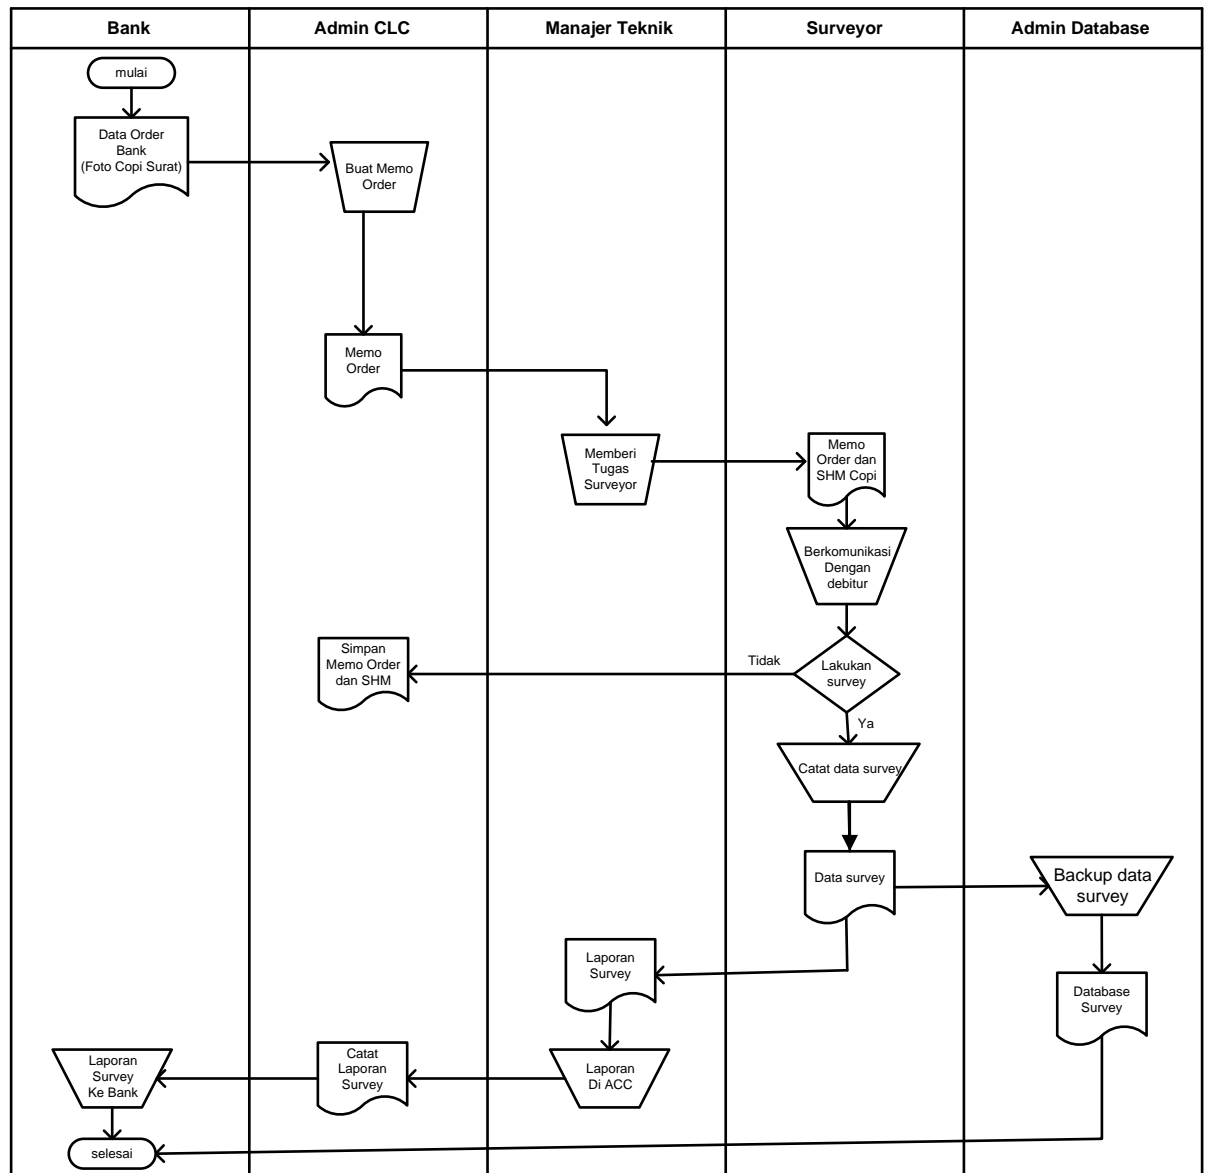 Bank
Admin CLC
Manajer Teknik
Surveyor
Admin Database
mulai
Data Order
Bank
(Foto Copi Surat)
Buat Memo
Order
Memo
Order
Memberi
Tugas
Surveyor
Memo
Order dan
SHM Copi
Berkomunikasi
Dengan
debitur
Simpan
Memo Order
dan SHM
Tidak
Lakukan
survey
Ya
Catat data survey
Data survey
Backup data
survey
Laporan
Survey
Database
Survey
Laporan
Survey
Ke Bank
Catat
Laporan
Survey
Laporan
Di ACC
selesai